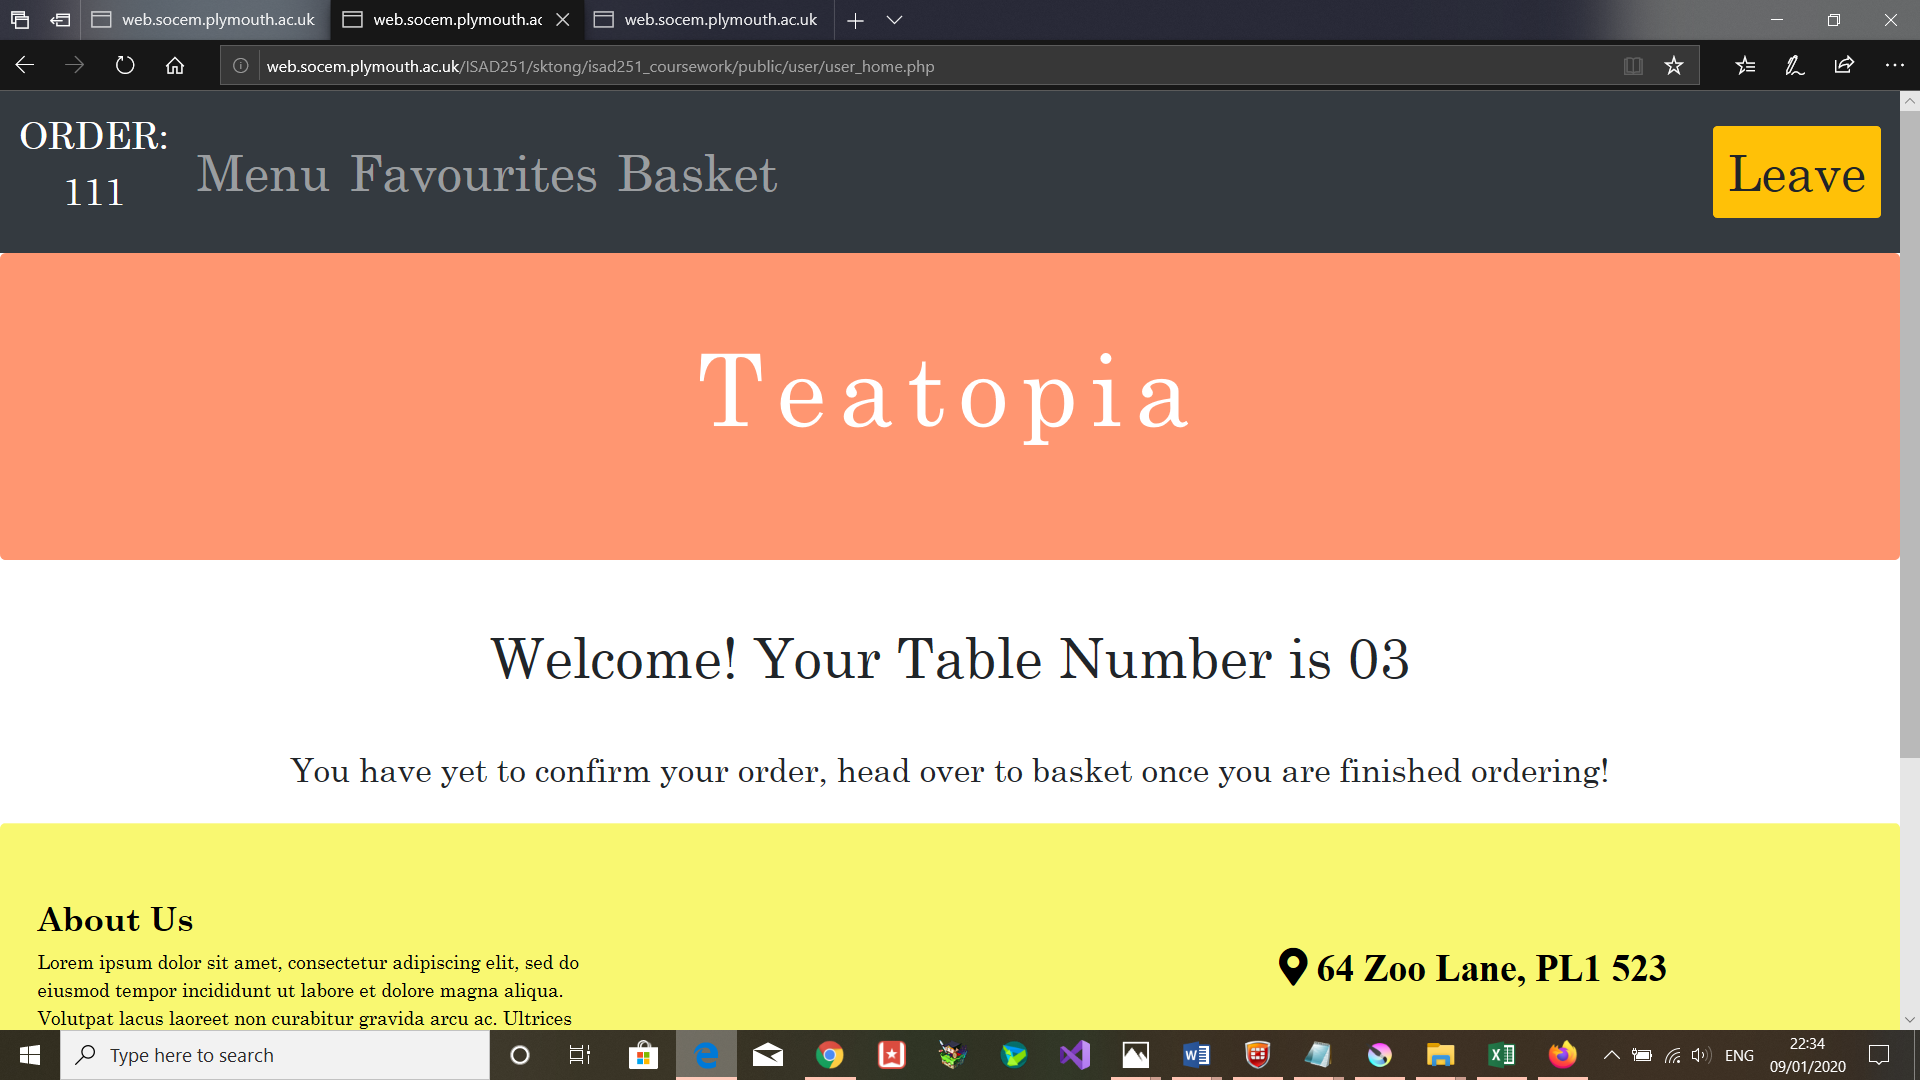 web.socem.plymouth.ac.uk
web.socem.plymouth.ac
web.socem.plymouth.ac.uk
web.socem.plymouth.ac.uk/ISAD251/sktong/isad251_coursework/public/user/user_home.php
ORDER:
111
Menu Favourites Basket
Leave
Teatopia
Welcome! Your Table Number is 03
You have yet to confirm your order, head over to basket once you are finished ordering!
About Us
Lorem ipsum dolor sit amet, consectetur adipiscing elit, sed do
eiusmod tempor incididunt ut labore et dolore magna aliqua.
Volutpat lacus laoreet non curabitur gravida arcu ac. Ultrices
64 Zoo Lane, PL1 523
Type here to search
ENG
22:34
09/01/2020